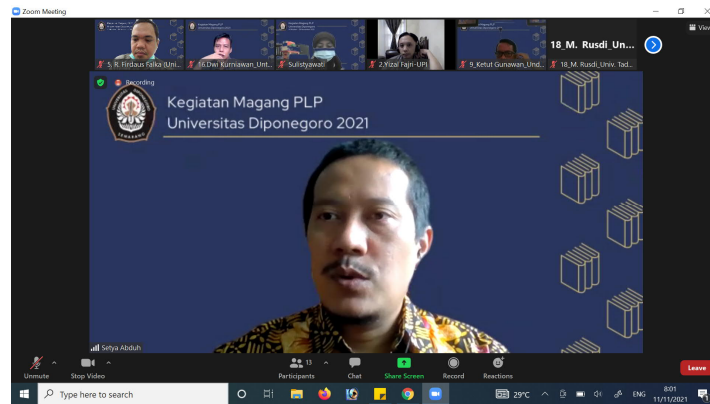 Zoom Meeting
View
5_R. Firdaus Falka (Uni...
16.Dwi Kurniawan_Unt...
Sulistyawati
2.Yizal Fajri-UPI
9_Ketut Gunawan_Und...
18_M. Rusdi_Un...
18_M. Rusdi_Univ. Tad...
Recording
Kegiatan Magang PLP
Universitas Diponegoro 2021
SEMARANG
Setya Abduh
Unmute
Stop Video
Participants
13
Chat
Share Screen
Record
Reactions
Leave
Type here to search
29°C
ENG
8:01
11/11/2021